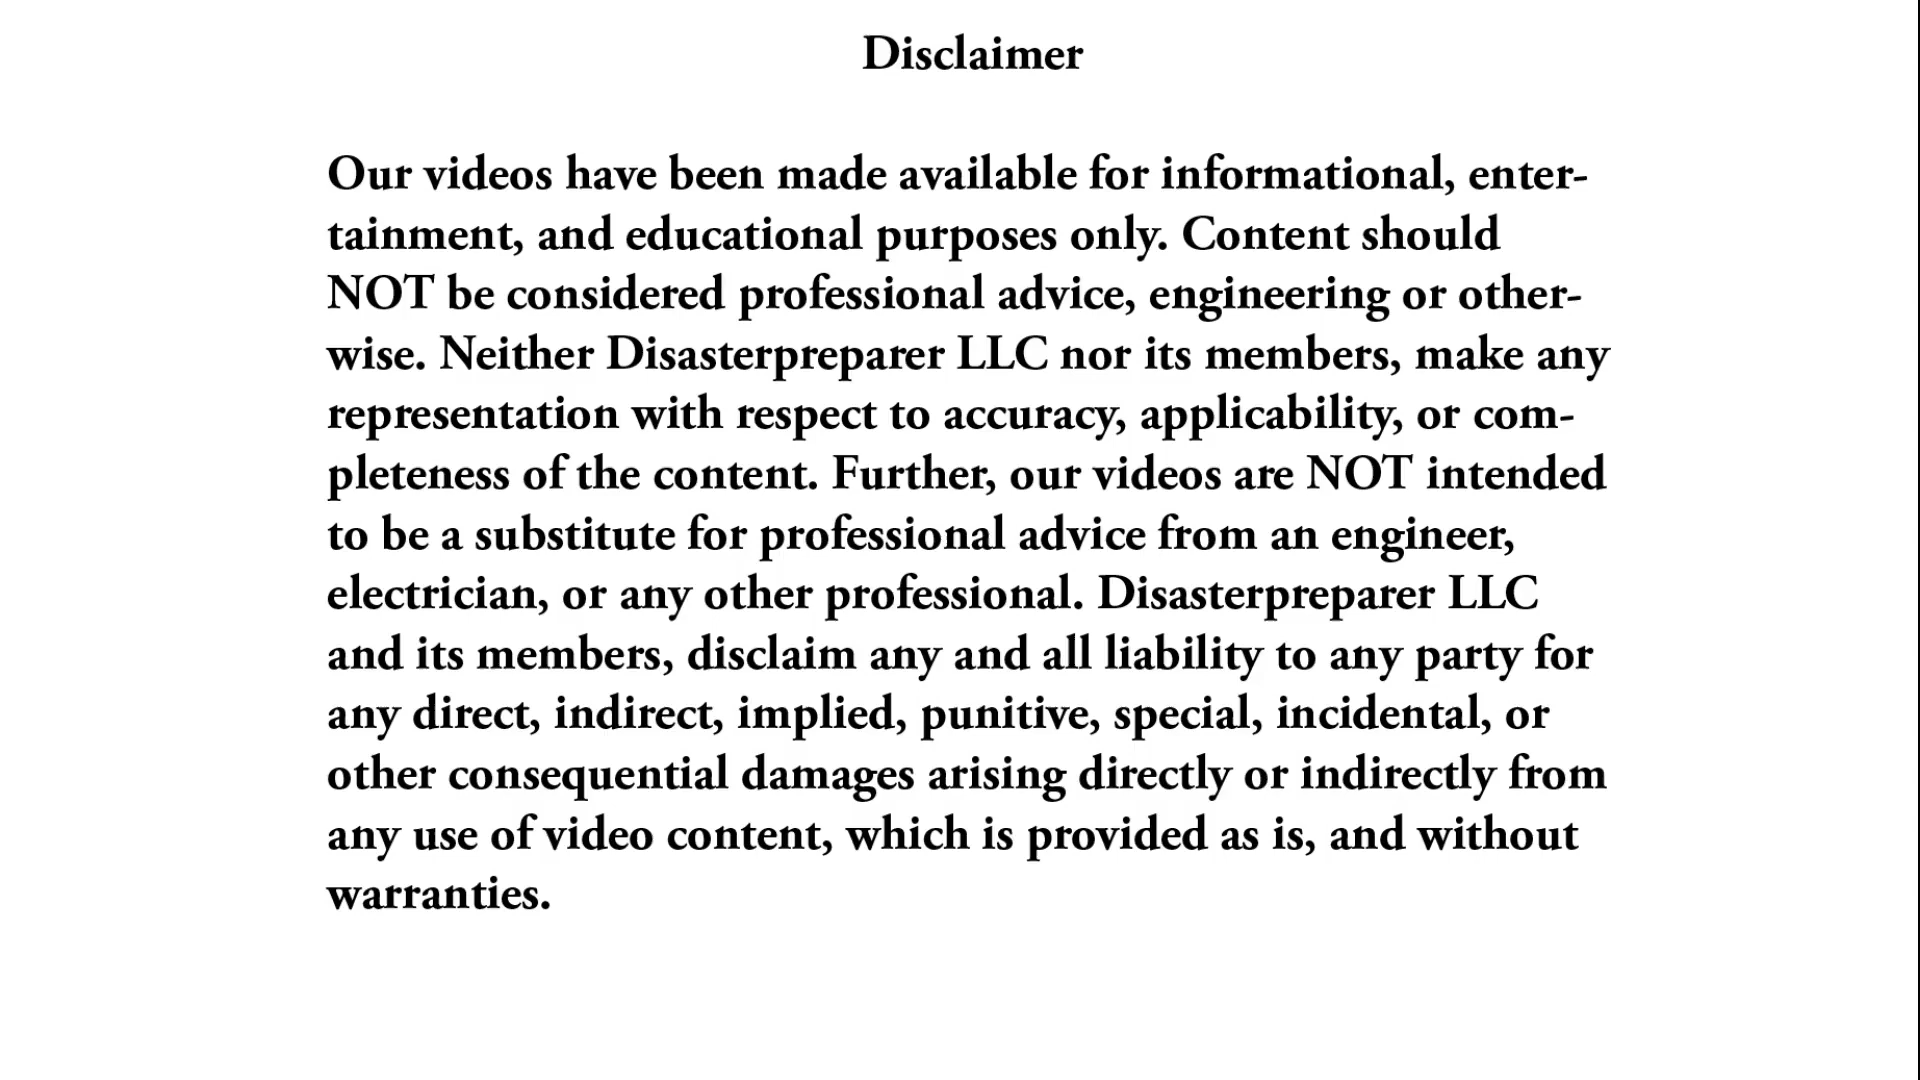 Disclaimer
Our videos have been made available for informational, enter-
tainment, and educational purposes only. Content should
NOT be considered professional advice, engineering or other-
wise. Neither Disasterpreparer LLC nor its members, make any
representation with respect to accuracy, applicability, or com-
pleteness of the content. Further, our videos are NOT intended
to be a substitute for professional advice from an engineer,
electrician, or any other professional. Disasterpreparer LLC
and its members, disclaim any and all liability to any party for
any direct, indirect, implied, punitive, special, incidental, or
other consequential damages arising directly or indirectly from
any use of video content, which is provided as is, and without
warranties.